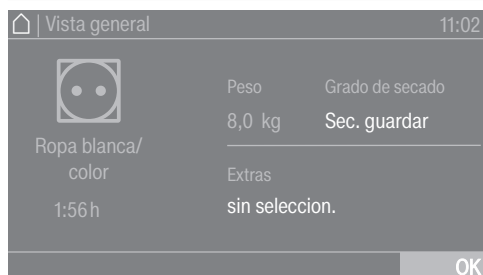 | Vista general 11:02
Ropa blanca/
color
1:56 h
Peso Grado de secado
8,0 kg Sec. guardar
Extras
sin seleccion.
OK